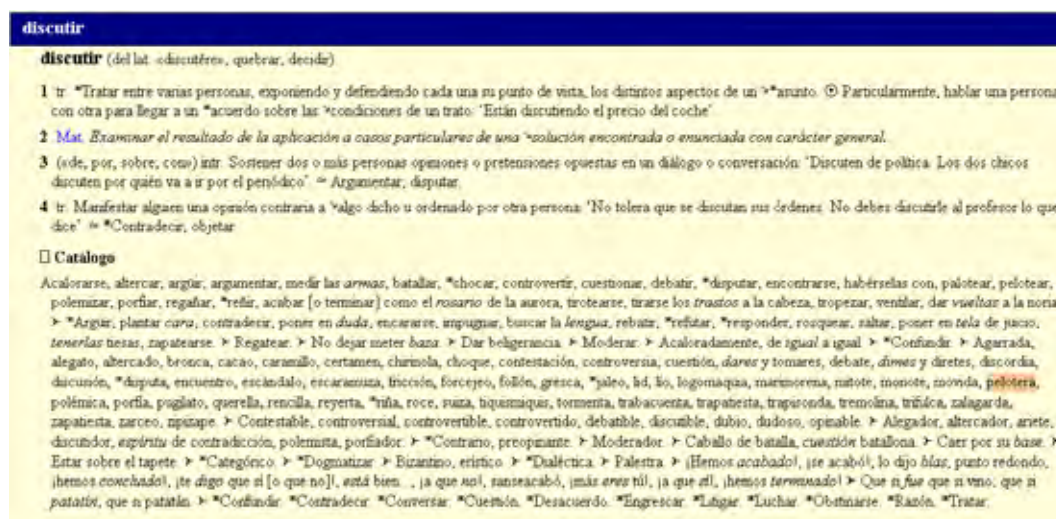 discutir
discutir (del lat. «discutĕre», quebrar, decidir)
1 tr. *Tratar entre varias personas, exponiendo y defendiendo cada una su punto de vista, los distintos aspectos de un >*asunto. ⊙ Particularmente, hablar una persona
con otra para llegar a un *acuerdo sobre las >condiciones de un trato: ‘Están discutiendo el precio del coche’
2 Mat. Examinar el resultado de la aplicación a casos particulares de una >solución encontrada o enunciada con carácter general.
3 («de, por, sobre, con») intr. Sostener dos o más personas opiniones o pretensiones opuestas en un diálogo o conversación: ‘Discuten de política. Los dos chicos
discuten por quién va a ir por el periódico’. ≃ Argumentar, disputar.
4 tr. Manifestar alguien una opinión contraria a >algo dicho u ordenado por otra persona: ‘No tolera que se discutan sus órdenes. No debes discutirle al profesor lo que
dice’. ≃ *Contradecir, objetar.
□ Catálogo
Acalorarse, altercar, argüir, argumentar, medir las armas, batallar, *chocar, controvertir, cuestionar, debatir, *disputar, encontrarse, habérselas con, palotear, pelotear,
polemizar, porfiar, regañar, *reñir, acabar [o terminar] como el rosario de la aurora, tirotearse, tirarse los trastos a la cabeza, tropezar, ventilar, dar vueltas a la noria
➤ *Argüir, plantar cara, contradecir, poner en duda, encararse, impugnar, buscar la lengua, rebatir, *refutar, *responder, rosquear, saltar, poner en tela de juicio,
tenerlas tiesas, zapatearse. ➤ Regatear. ➤ No dejar meter baza. ➤ Dar beligerancia. ➤ Moderar. ➤ Acaloradamente, de igual a igual ➤ *Confundir. ➤ Agarrada,
alegato, altercado, bronca, cacao, caramillo, certamen, chirinola, choque, contestación, controversia, cuestión, dares y tomares, debate, dimes y diretes, discordia,
discusión, *disputa, encuentro, escándalo, escaramuza, fricción, forcejeo, follón, gresca, *jaleo, lid, lío, logomaquia, marimorena, mitote, monote, movida, pelotera,
polémica, porfía, pugilato, querella, rencilla, reyerta, *riña, roce, suiza, tiquismiquis, tormenta, trabacuenta, trapatiesta, trapisonda, tremolina, trifulca, zalagarda,
zapatiesta, zarceo, zipizape. ➤ Contestable, controversial, controvertible, controvertido, debatible, discutible, dubio, dudoso, opinable. ➤ Alegador, altercador, ariete,
discutidor, espíritu de contradicción, polemista, porfiador. ➤ *Contrario, preopinante. ➤ Moderador. ➤ Caballo de batalla, cuestión batallona. ➤ Caer por su base. ➤
Estar sobre el tapete. ➤ *Categórico. ➤ *Dogmatizar. ➤ Bizantino, erístico. ➤ *Dialéctica. ➤ Palestra. ➤ ¡Hemos acabado!, ¡se acabó!, lo dijo blas, punto redondo,
¡hemos concluido!, ¡te digo que sí [o que no]!, está bien..., ¡a que no!, sanseacabó, ¡más eres tú!, ¡a que sí!, ¡hemos terminado! ➤ Que si fue que si vino; que si
patatín, que si patatán. ➤ *Confundir. *Contradecir. *Conversar. *Cuestión. *Desacuerdo. *Engrescar. *Litigar. *Luchar. *Obstinarse. *Razón. *Tratar.